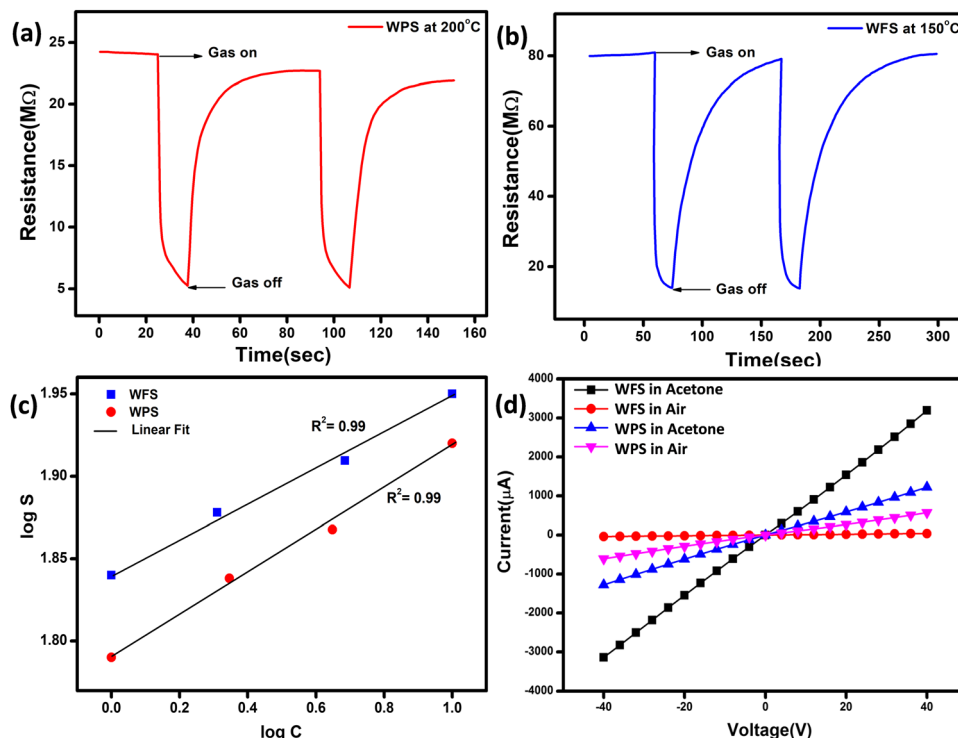 (a)
WPS at 200°C
25
20
15
10
5
Gas on
Gas off
Resistance(MΩ)
0 20 40 60 80 100 120 140 160
Time(sec)
(b)
WFS at 150°C
80
60
40
20
Gas on
Gas off
Resistance(MΩ)
0 50 100 150 200 250 300
Time(sec)
(c)
WFS
WPS
Linear Fit
R²= 0.99
R²= 0.99
1.95
1.90
1.85
1.80
log S
0.0 0.2 0.4 0.6 0.8 1.0
log C
(d)
WFS in Acetone
WFS in Air
WPS in Acetone
WPS in Air
4000
3000
2000
1000
0
-1000
-2000
-3000
-4000
Current(μA)
-40 -20 0 20 40
Voltage(V)